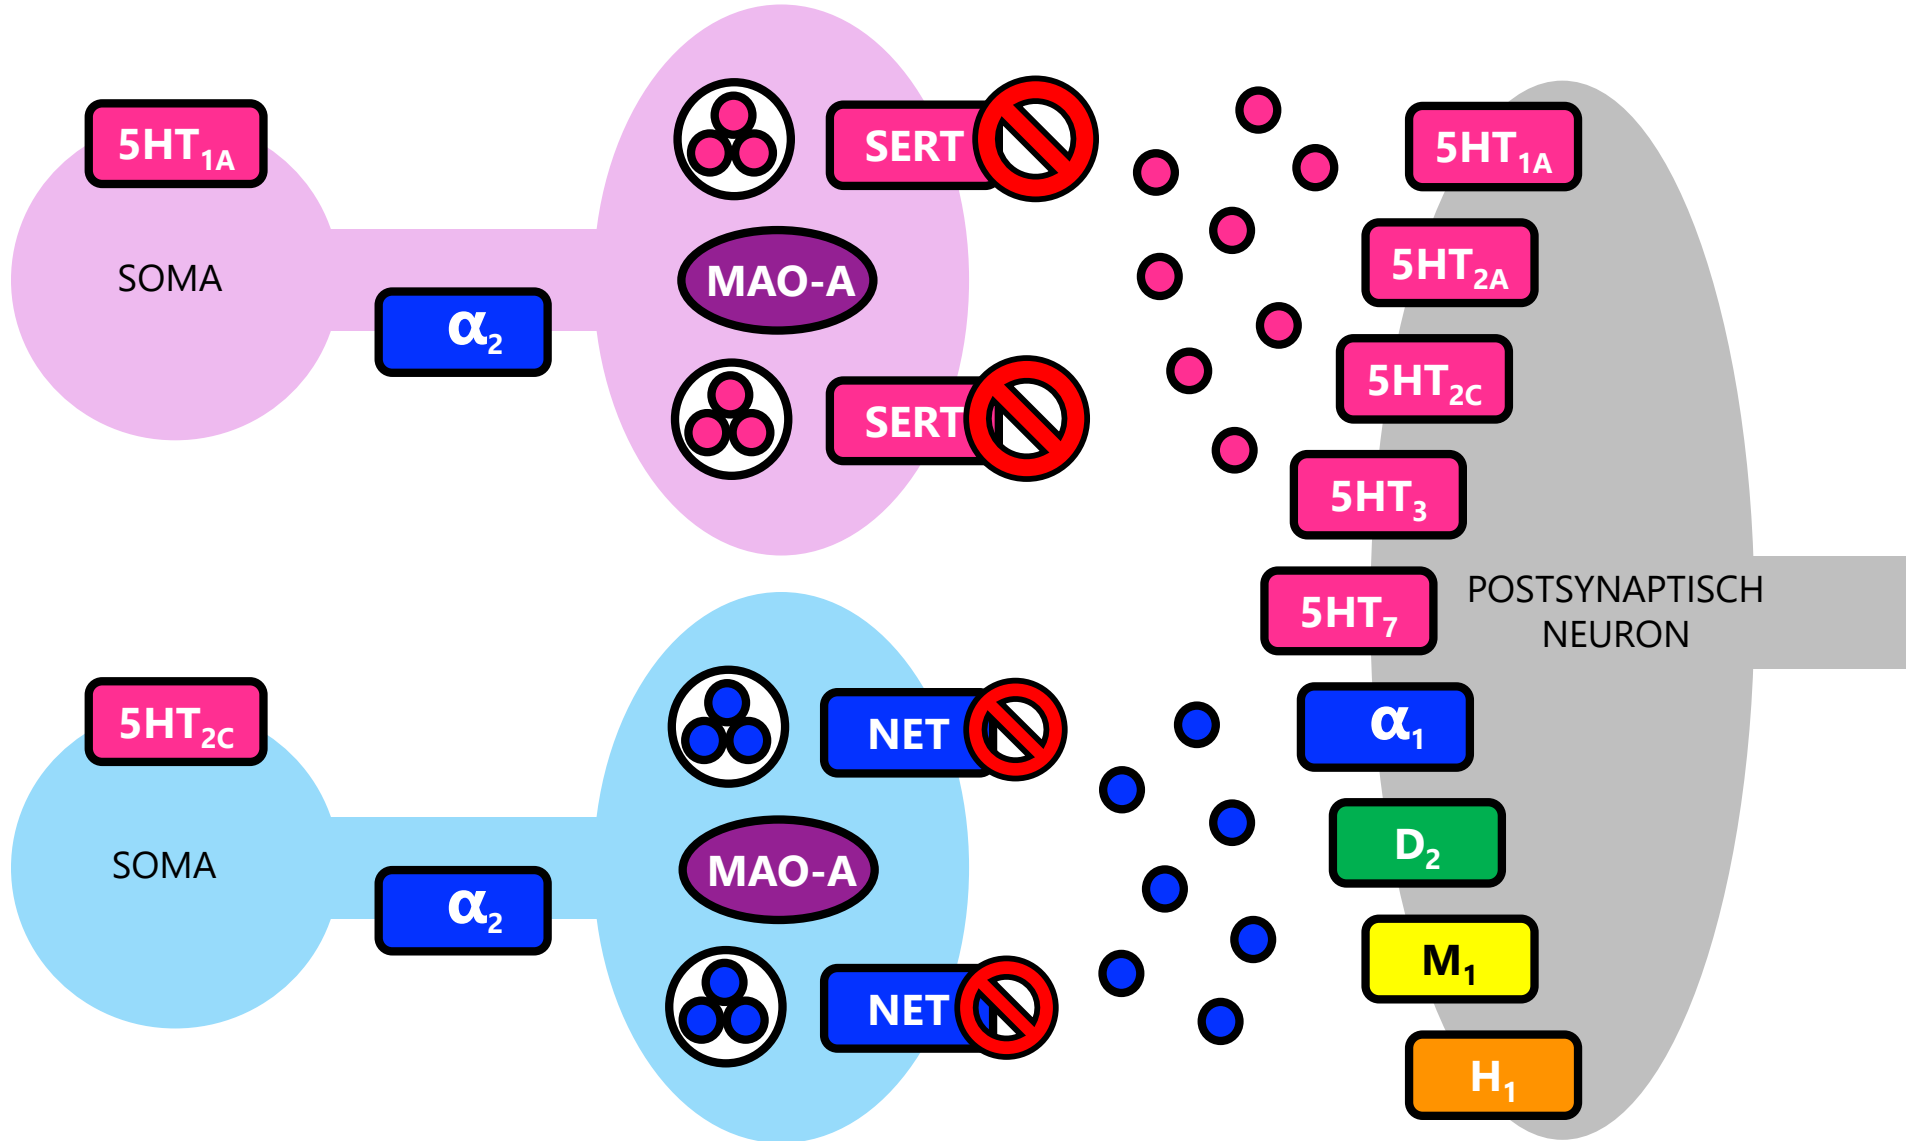 5HT1A
SOMA
α2
SERT
MAO-A
SERT
5HT2C
SOMA
α2
NET
MAO-A
NET
5HT1A
5HT2A
5HT2C
5HT3
5HT7
POSTSYNAPTISCH
NEURON
α1
D2
M1
H1